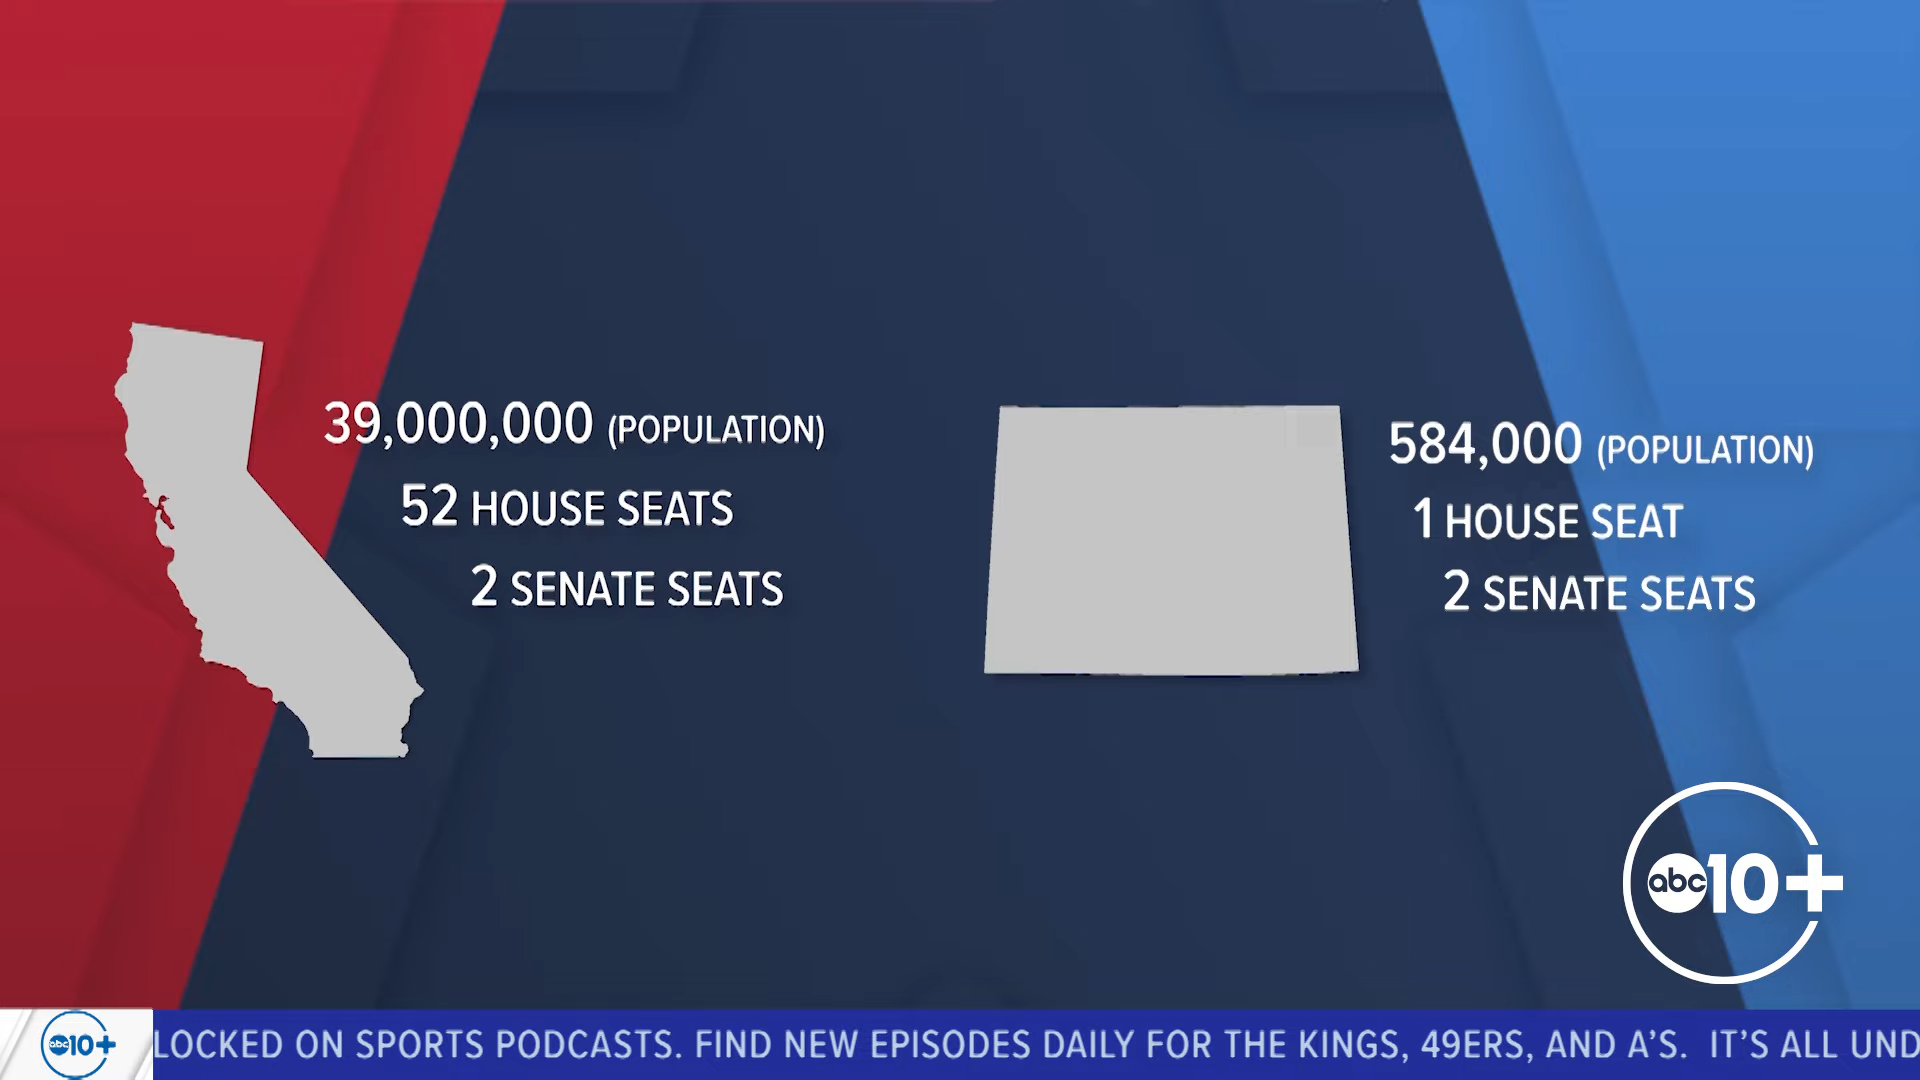 39,000,000 (POPULATION)
52 HOUSE SEATS
2 SENATE SEATS
584,000 (POPULATION)
1 HOUSE SEAT
2 SENATE SEATS
abc10+
abc10+
LOCKED ON SPORTS PODCASTS. FIND NEW EPISODES DAILY FOR THE KINGS, 49ERS, AND A'S. IT'S ALL UND